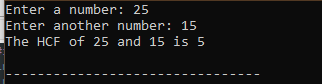 Enter a number: 25
Enter another number: 15
The HCF of 25 and 15 is 5
--------------------------------